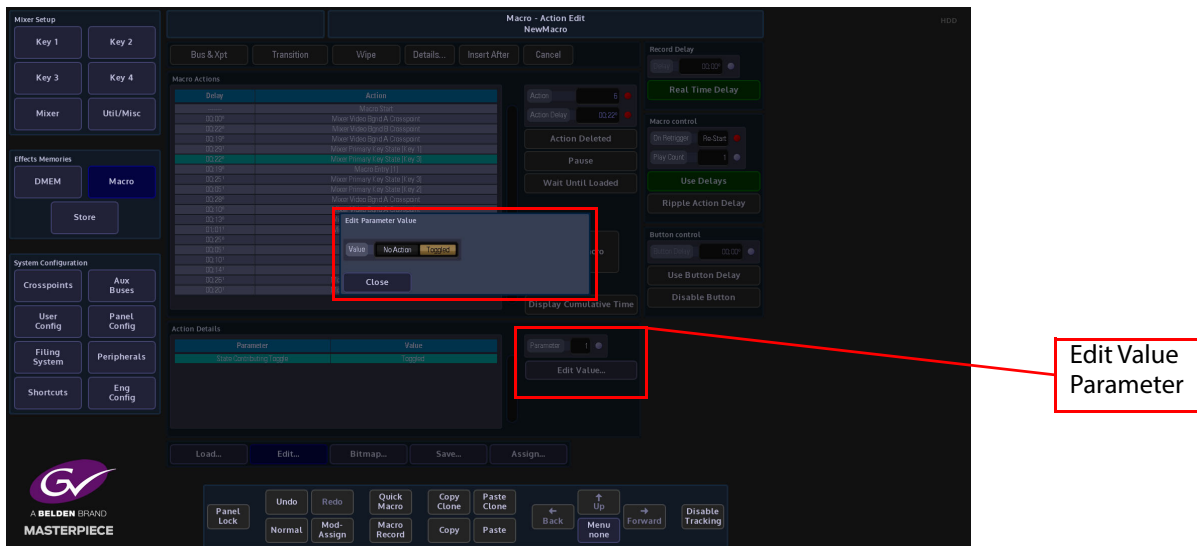 Mixer Setup
Key 1
Key 2
Key 3
Key 4
Mixer
Util/Misc
Effects Memories
DMEM
Macro
Store
System Configuration
Crosspoints
Aux
Buses
User
Config
Panel
Config
Filing
System
Peripherals
Shortcuts
Eng
Config
GV
A BELDEN BRAND
MASTERPIECE
Macro - Action Edit
NewMacro
HDD
Bus & Xpt
Transition
Wipe
Details...
Insert After
Cancel
Macro Actions
Delay
Action
Macro Start
Mixer Video Bgnd A Crosspoint
Mixer Video Bgnd B Crosspoint
Mixer Video Bgnd A Crosspoint
Mixer Primary Key State [Key 1]
Mixer Primary Key State [Key 3]
Macro Entry [1]
Mixer Primary Key State [Key 3]
Mixer Primary Key State [Key 2]
Mixer Video Bgnd A Crosspoint
Action
6
Action Delay
Action Deleted
Pause
Wait Until Loaded
Display Cumulative Time
Edit Parameter Value
Value
No Action
Toggled
Close
Record Delay
Delay
Real Time Delay
Macro control
On Retrigger
Re-Start
Play Count
1
Use Delays
Ripple Action Delay
Button control
Button Delay
Use Button Delay
Disable Button
Action Details
Parameter
Value
State Contributing Toggle
Toggled
Parameter
1
Edit Value...
Load...
Edit...
Bitmap...
Save...
Assign...
Panel
Lock
Undo
Redo
Normal
Mod-
Assign
Quick
Macro
Macro
Record
Copy
Clone
Paste
Clone
Copy
Paste
←
Back
↑
Up
Menu
none
→
Forward
Disable
Tracking
Edit Value
Parameter